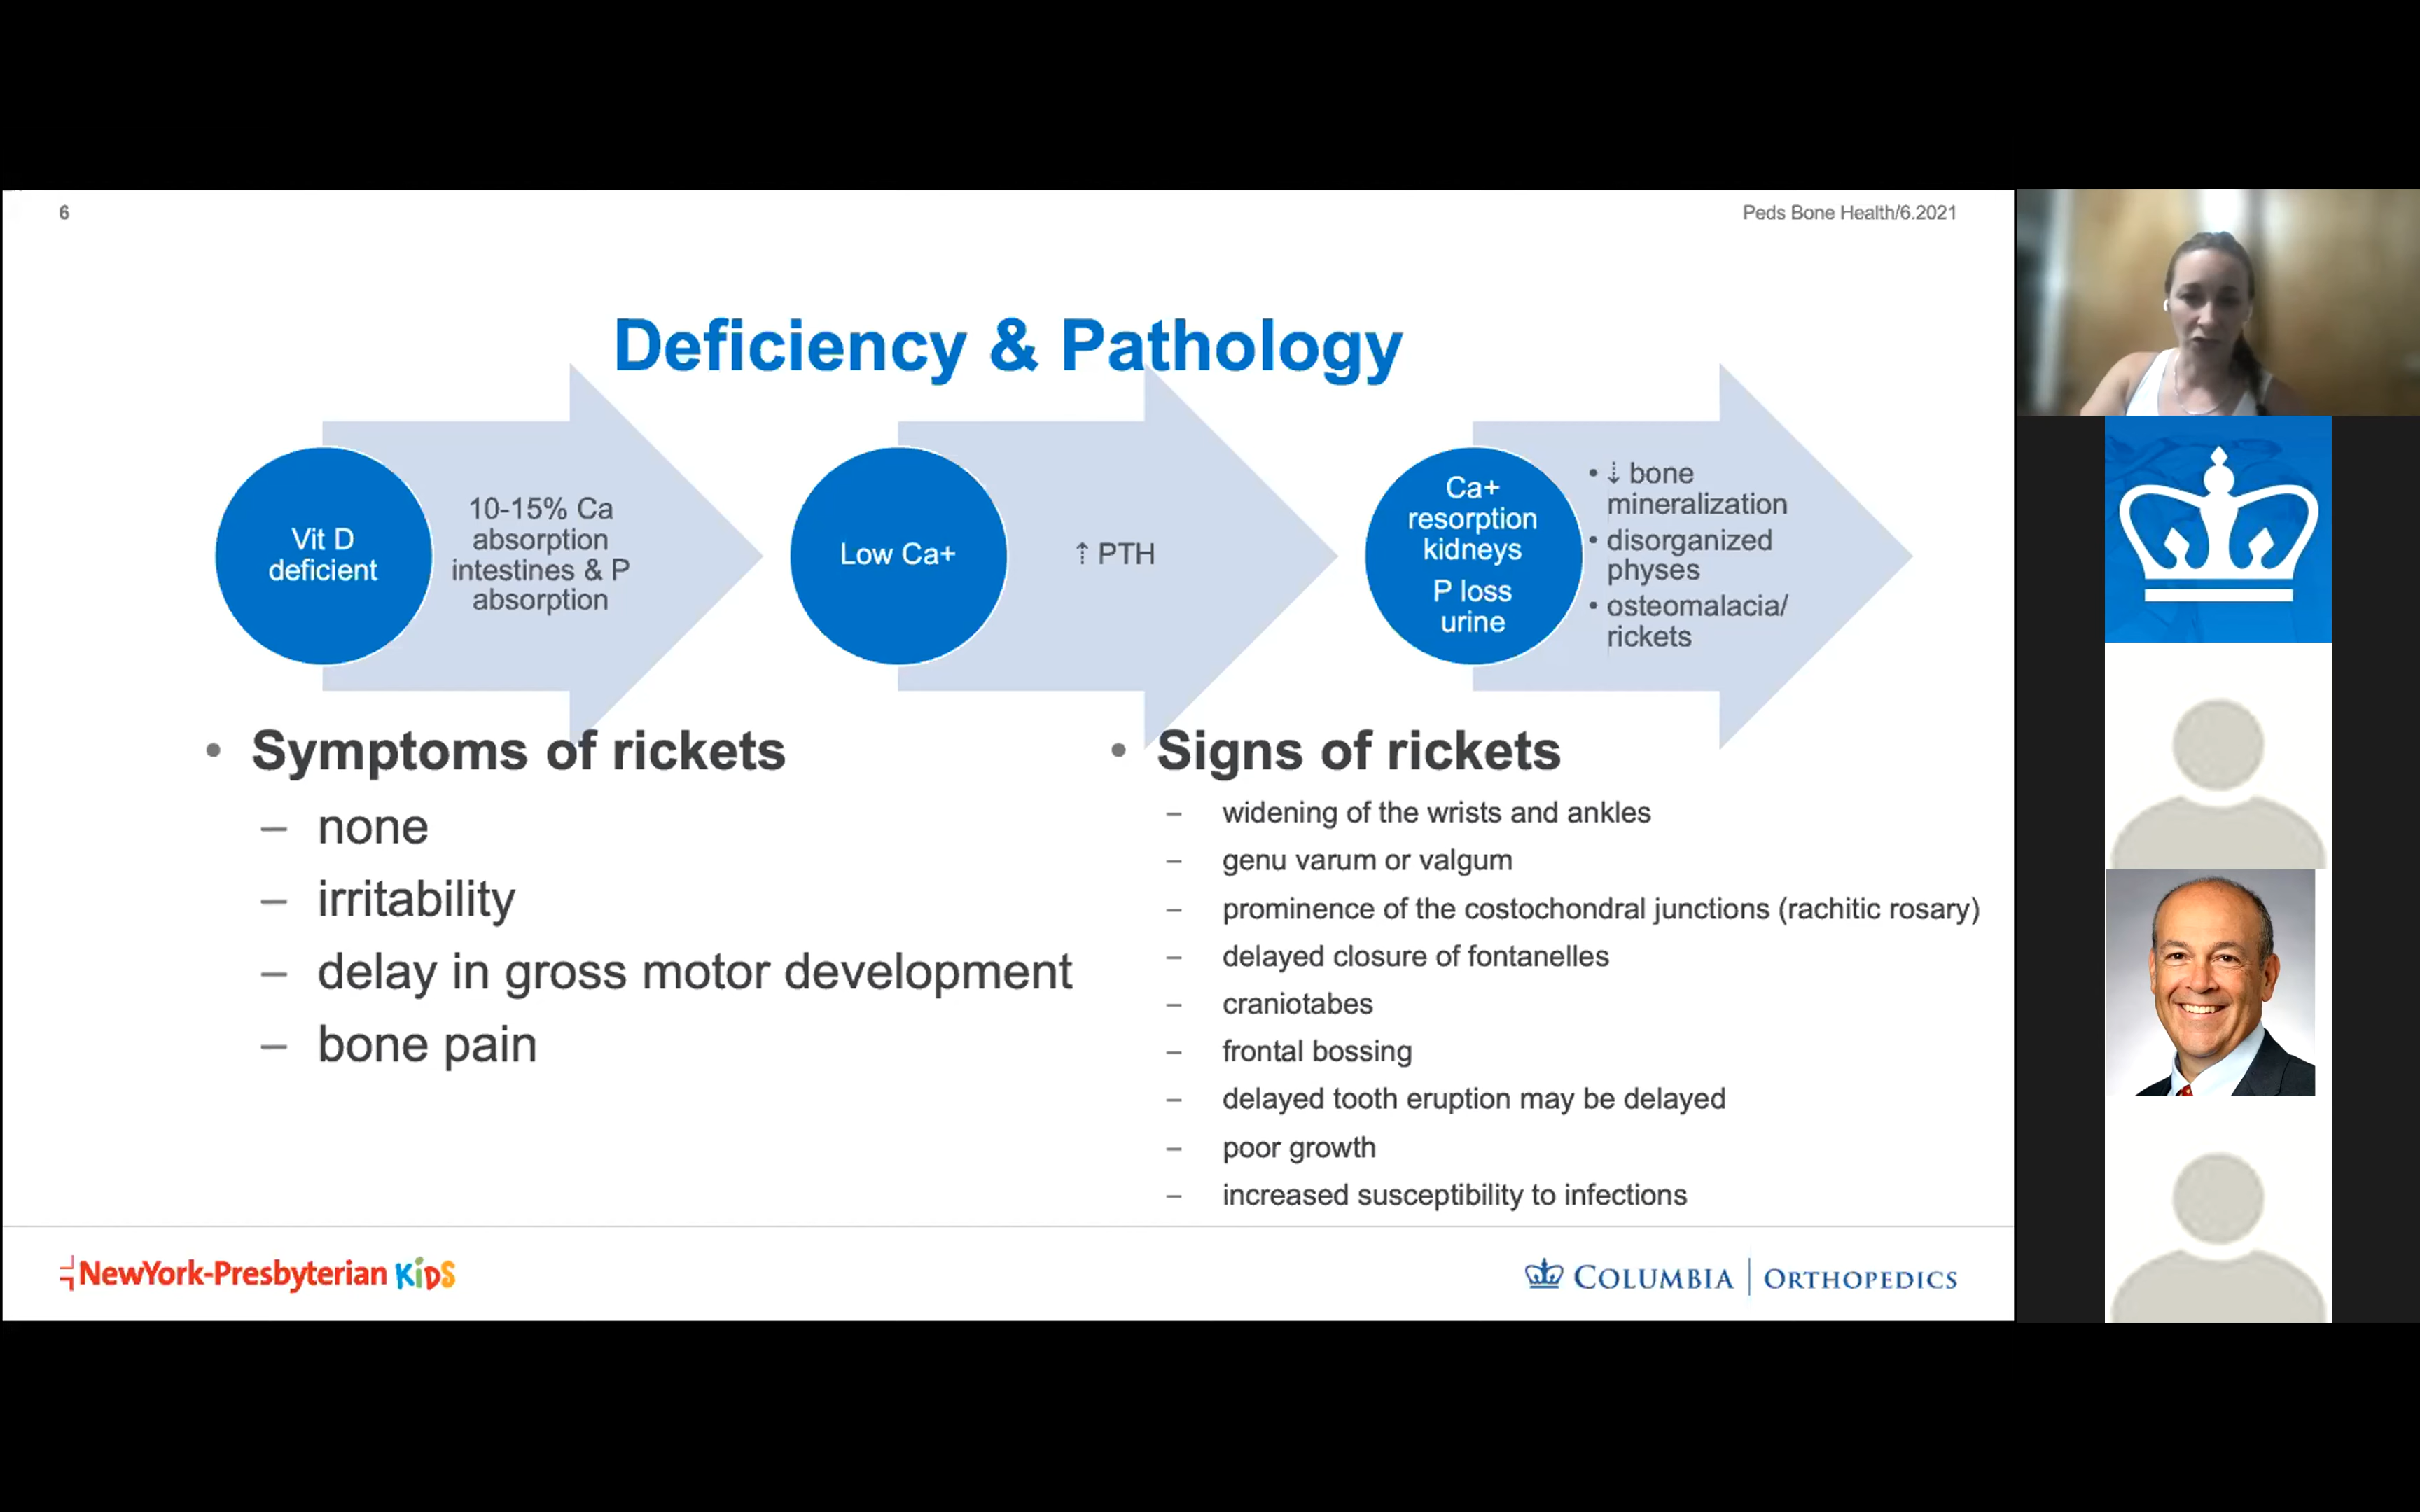 6
Peds Bone Health/6.2021
Deficiency & Pathology
Vit D
deficient
10-15% Ca
absorption
intestines & P
absorption
Low Ca+
⇡ PTH
Ca+
resorption
kidneys
P loss
urine
• ⇣ bone
mineralization
• disorganized
physes
• osteomalacia/
rickets
• Symptoms of rickets
– none
– irritability
– delay in gross motor development
– bone pain
• Signs of rickets
– widening of the wrists and ankles
– genu varum or valgum
– prominence of the costochondral junctions (rachitic rosary)
– delayed closure of fontanelles
– craniotabes
– frontal bossing
– delayed tooth eruption may be delayed
– poor growth
– increased susceptibility to infections
NewYork-Presbyterian KiDS
COLUMBIA | ORTHOPEDICS